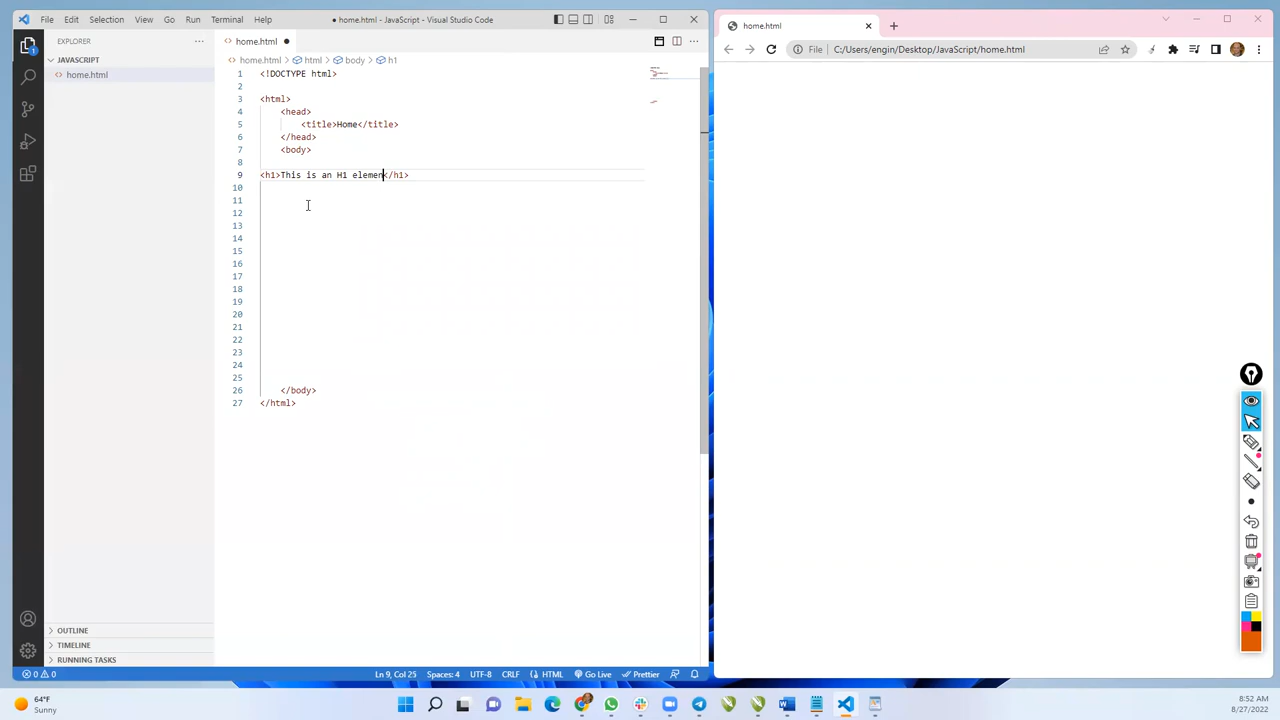 File Edit Selection View Go Run Terminal Help ● home.html - JavaScript - Visual Studio Code
EXPLORER
JAVASCRIPT
home.html
OUTLINE
TIMELINE
RUNNING TASKS
home.html
home.html > html > body > h1
1 <!DOCTYPE html>
2
3 <html>
4 <head>
5 <title>Home</title>
6 </head>
7 <body>
8
9 <h1>This is an H1 elemen</h1>
10
11
12
13
14
15
16
17
18
19
20
21
22
23
24
25
26 </body>
27 </html>
0 0 Ln 9, Col 25 Spaces: 4 UTF-8 CRLF HTML Go Live Prettier
home.html
File C:/Users/engin/Desktop/JavaScript/home.html
64°F
Sunny
8:52 AM
8/27/2022